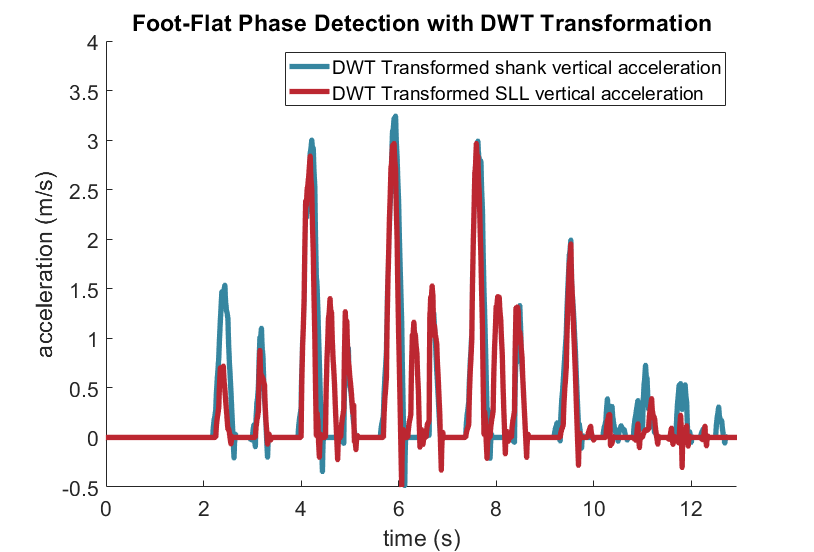 Foot-Flat Phase Detection with DWT Transformation
DWT Transformed shank vertical acceleration
DWT Transformed SLL vertical acceleration
acceleration (m/s)
4
3.5
3
2.5
2
1.5
1
0.5
0
-0.5
0 2 4 6 8 10 12
time (s)